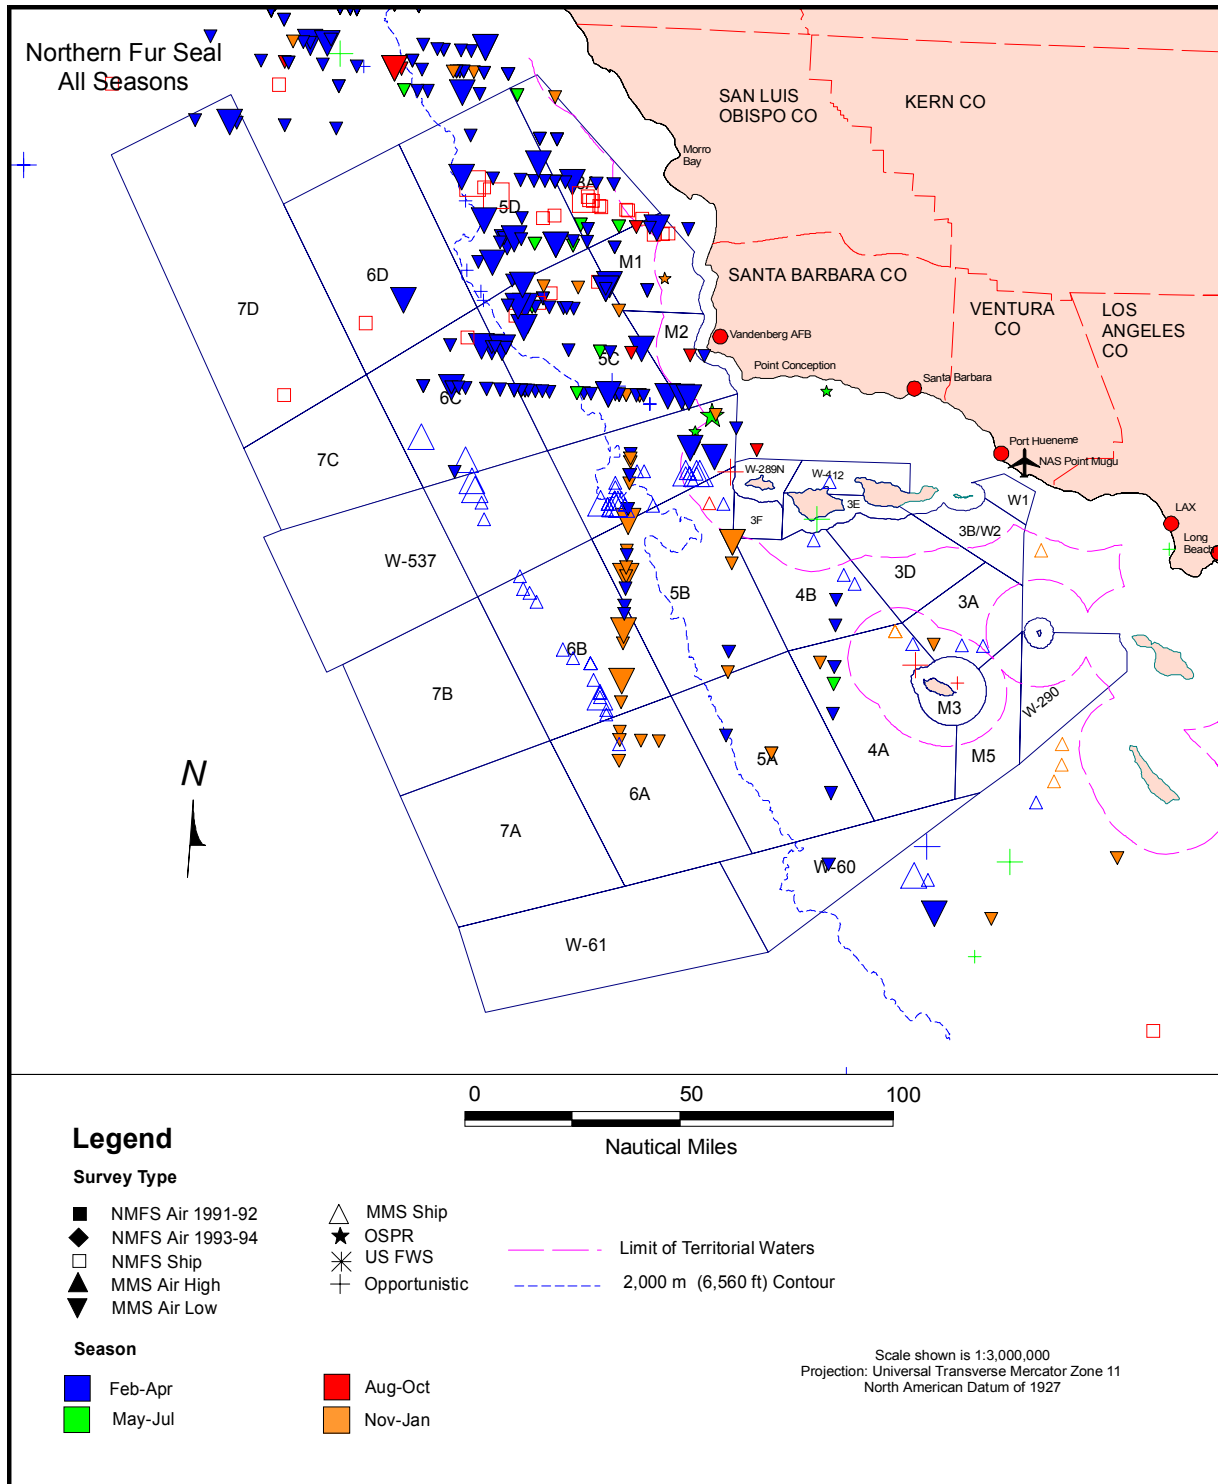 Northern Fur Seal
All Seasons
SAN LUIS
OBISPO CO
KERN CO
Morro
Bay
5D
M1
SANTA BARBARA CO
6D
7D
VENTURA
CO
LOS
ANGELES
CO
M2
Vandenberg AFB
5C
Point Conception
Santa Barbara
6C
Port Hueneme
NAS Point Mugu
7C
W-289N
W-412
W1
3E
3F
LAX
3B/W2
Long
Beach
W-537
3D
5B
4B
3A
6B
7B
M3
W-290
N
5A
4A
M5
6A
7A
W-60
W-61
0 50 100
Nautical Miles
Legend
Survey Type
NMFS Air 1991-92
NMFS Air 1993-94
NMFS Ship
MMS Air High
MMS Air Low
MMS Ship
OSPR
US FWS
Opportunistic
Limit of Territorial Waters
2,000 m (6,560 ft) Contour
Season
Feb-Apr
May-Jul
Aug-Oct
Nov-Jan
Scale shown is 1:3,000,000
Projection: Universal Transverse Mercator Zone 11
North American Datum of 1927